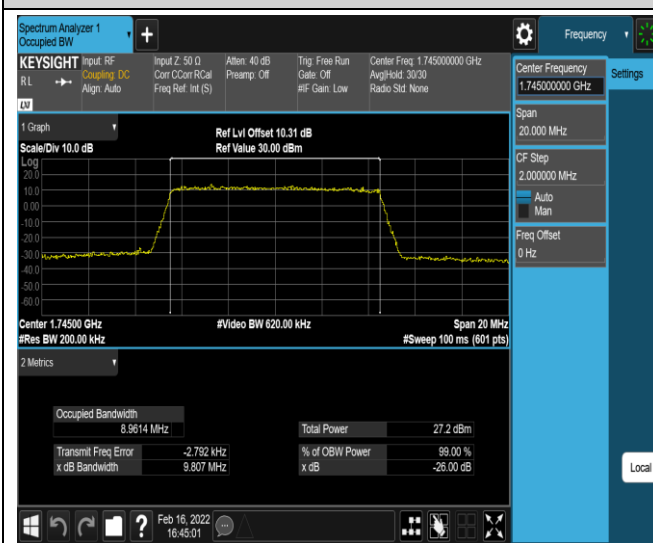 Spectrum Analyzer 1
Occupied BW
Frequency
KEYSIGHT
RL
Input: RF
Coupling: DC
Align: Auto
Input Z: 50 Ω
Corr CCorr RCal
Freq Ref: Int (S)
Atten: 40 dB
Preamp: Off
Trig: Free Run
Gate: Off
#IF Gain: Low
Center Freq: 1.745000000 GHz
Avg|Hold: 30/30
Radio Std: None
Center Frequency
1.745000000 GHz
Settings
Span
20.000 MHz
CF Step
2.000000 MHz
Auto
Man
Freq Offset
0 Hz
Local
1 Graph
Scale/Div 10.0 dB
Ref Lvl Offset 10.31 dB
Ref Value 30.00 dBm
Log
20.0
10.0
0.00
-10.0
-20.0
-30.0
-40.0
-50.0
-60.0
Center 1.74500 GHz
#Res BW 200.00 kHz
#Video BW 620.00 kHz
Span 20 MHz
#Sweep 100 ms (601 pts)
2 Metrics
Occupied Bandwidth
8.9614 MHz
Total Power 27.2 dBm
Transmit Freq Error -2.792 kHz
% of OBW Power 99.00 %
x dB Bandwidth 9.807 MHz
x dB -26.00 dB
?
Feb 16, 2022
16:45:01